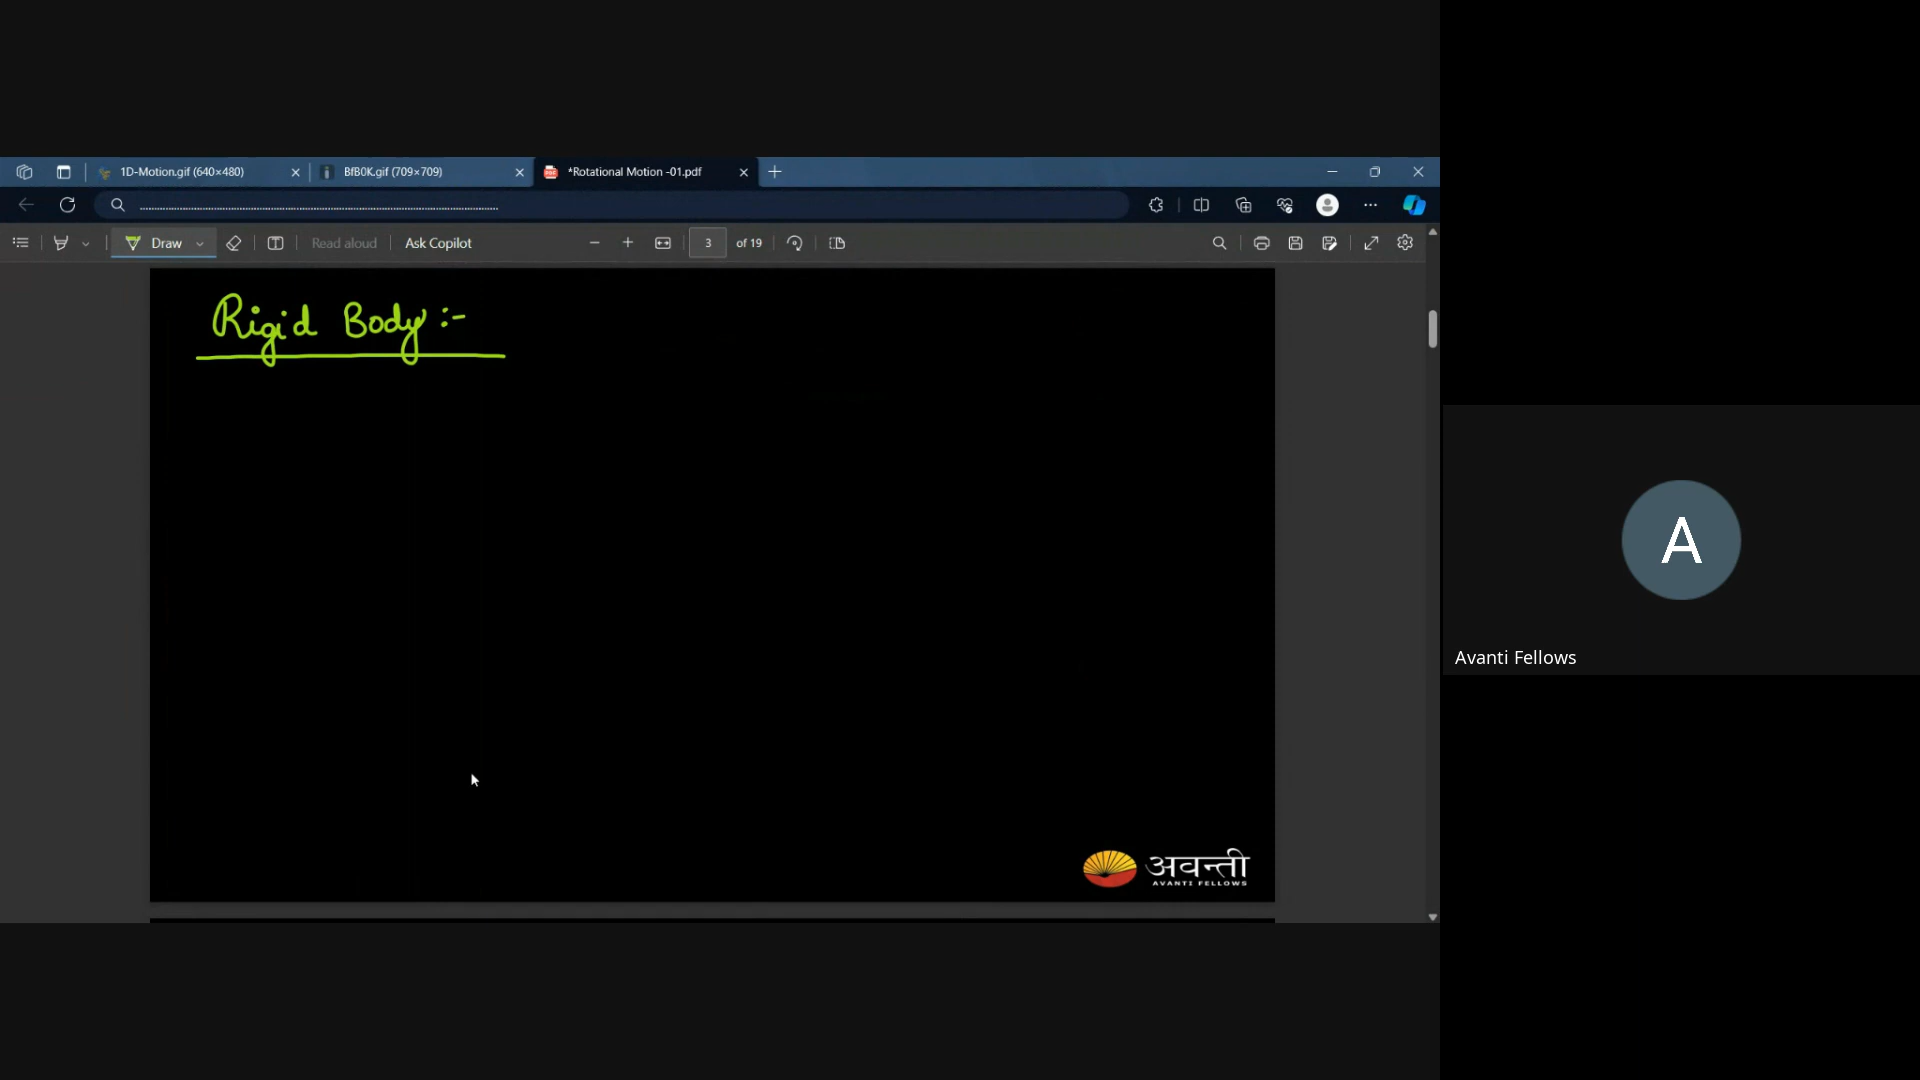 1D-Motion.gif (640×480)
BfB0K.gif (709×709)
*Rotational Motion -01.pdf
Draw
Read aloud
Ask Copilot
3
of 19
Rigid Body :-
A
Avanti Fellows
अवन्ती
AVANTI FELLOWS